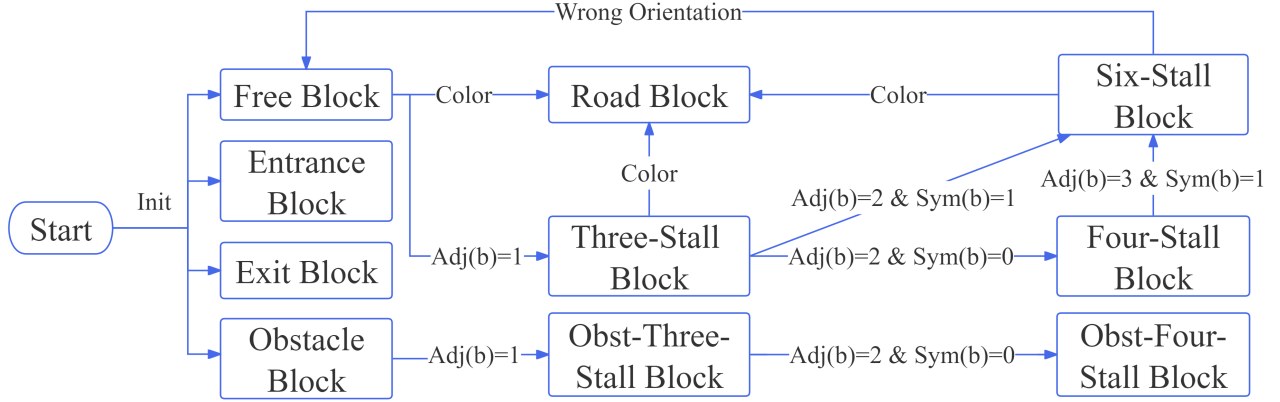 Wrong Orientation
Free Block
Color
Road Block
Color
Six-Stall
Block
Entrance
Block
Init
Color
Adj(b)=2 & Sym(b)=1
Adj(b)=3 & Sym(b)=1
Start
Exit Block
Adj(b)=1
Three-Stall
Block
Adj(b)=2 & Sym(b)=0
Four-Stall
Block
Obstacle
Block
Adj(b)=1
Obst-Three-
Stall Block
Adj(b)=2 & Sym(b)=0
Obst-Four-
Stall Block